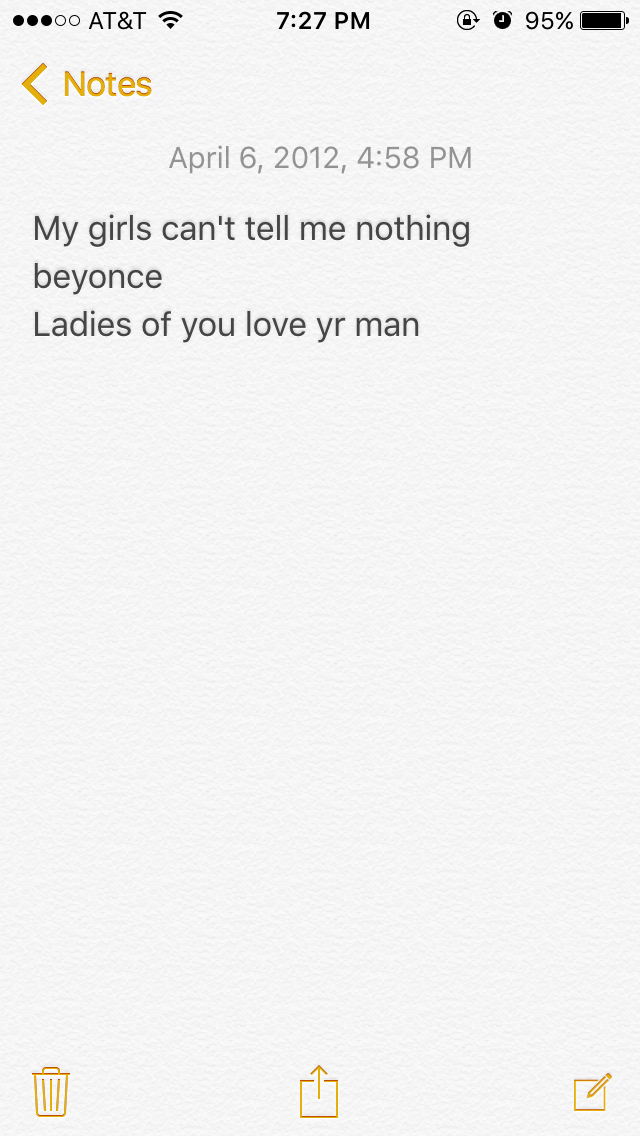 AT&T 7:27 PM 95%
Notes
April 6, 2012, 4:58 PM
My girls can't tell me nothing
beyonce
Ladies of you love yr man